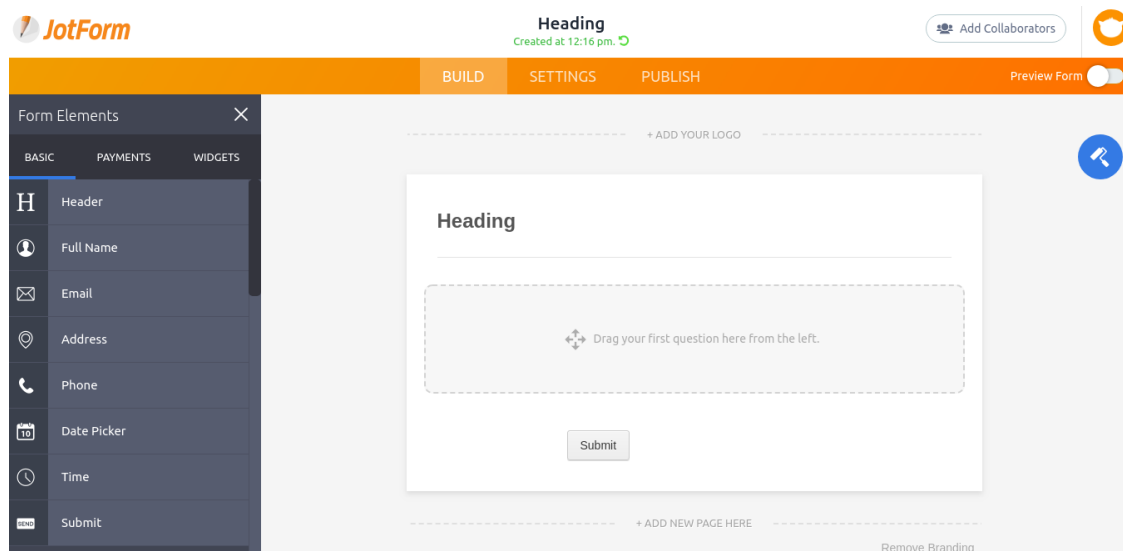 JotForm
Heading
Created at 12:16 pm.
Add Collaborators
BUILD
SETTINGS
PUBLISH
Preview Form
Form Elements
BASIC
PAYMENTS
WIDGETS
H
Header
Full Name
Email
Address
Phone
10
Date Picker
Time
SEND
Submit
+ ADD YOUR LOGO
Heading
Drag your first question here from the left.
Submit
+ ADD NEW PAGE HERE
Remove Branding